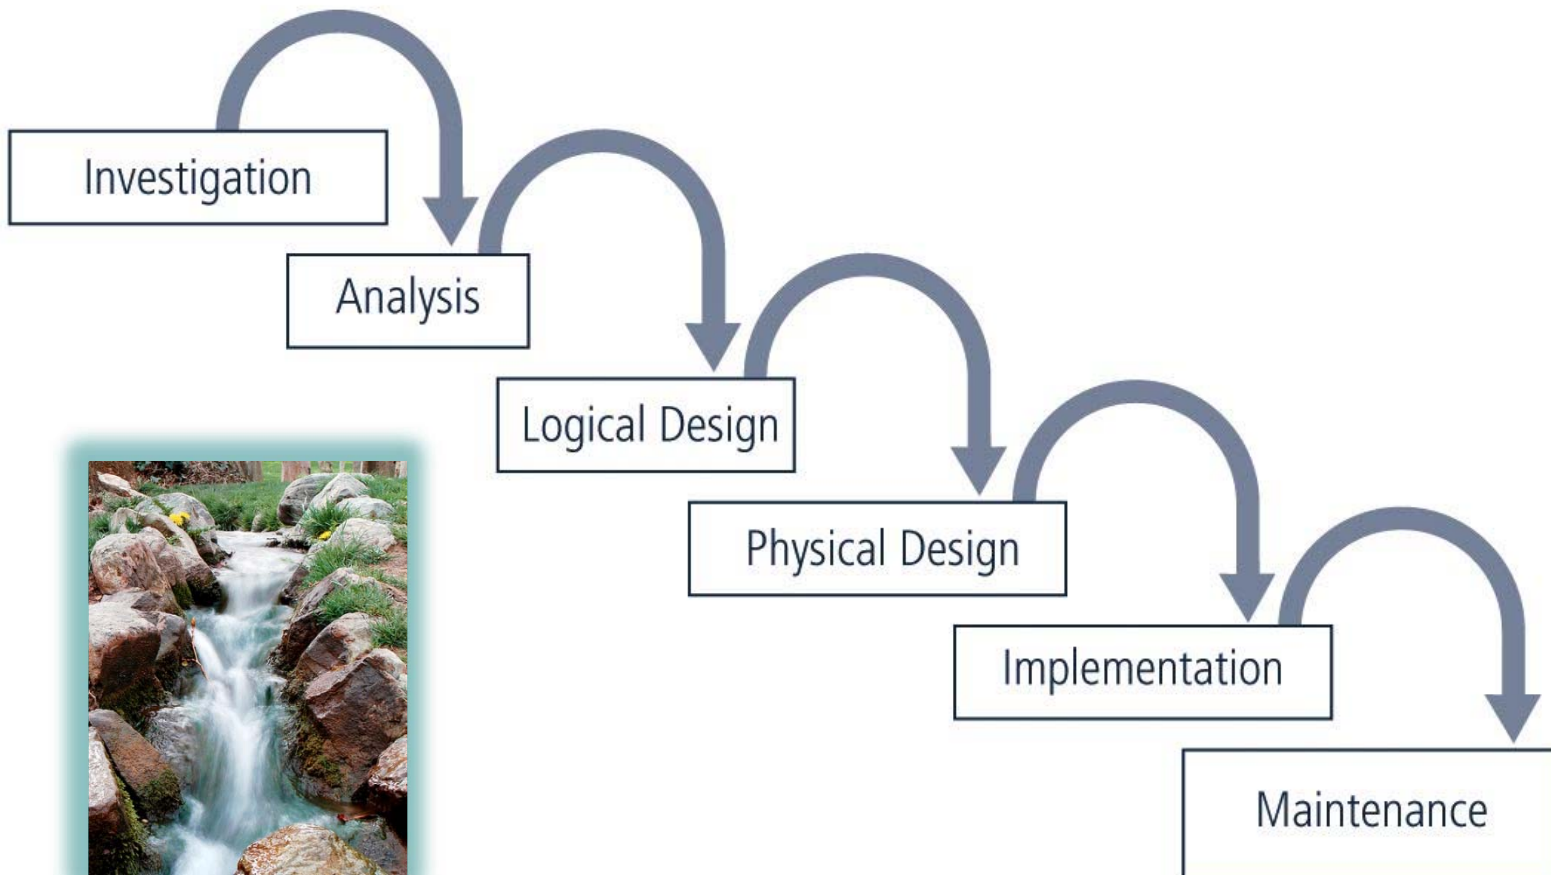 Investigation
Analysis
Logical Design
Physical Design
Implementation
Maintenance